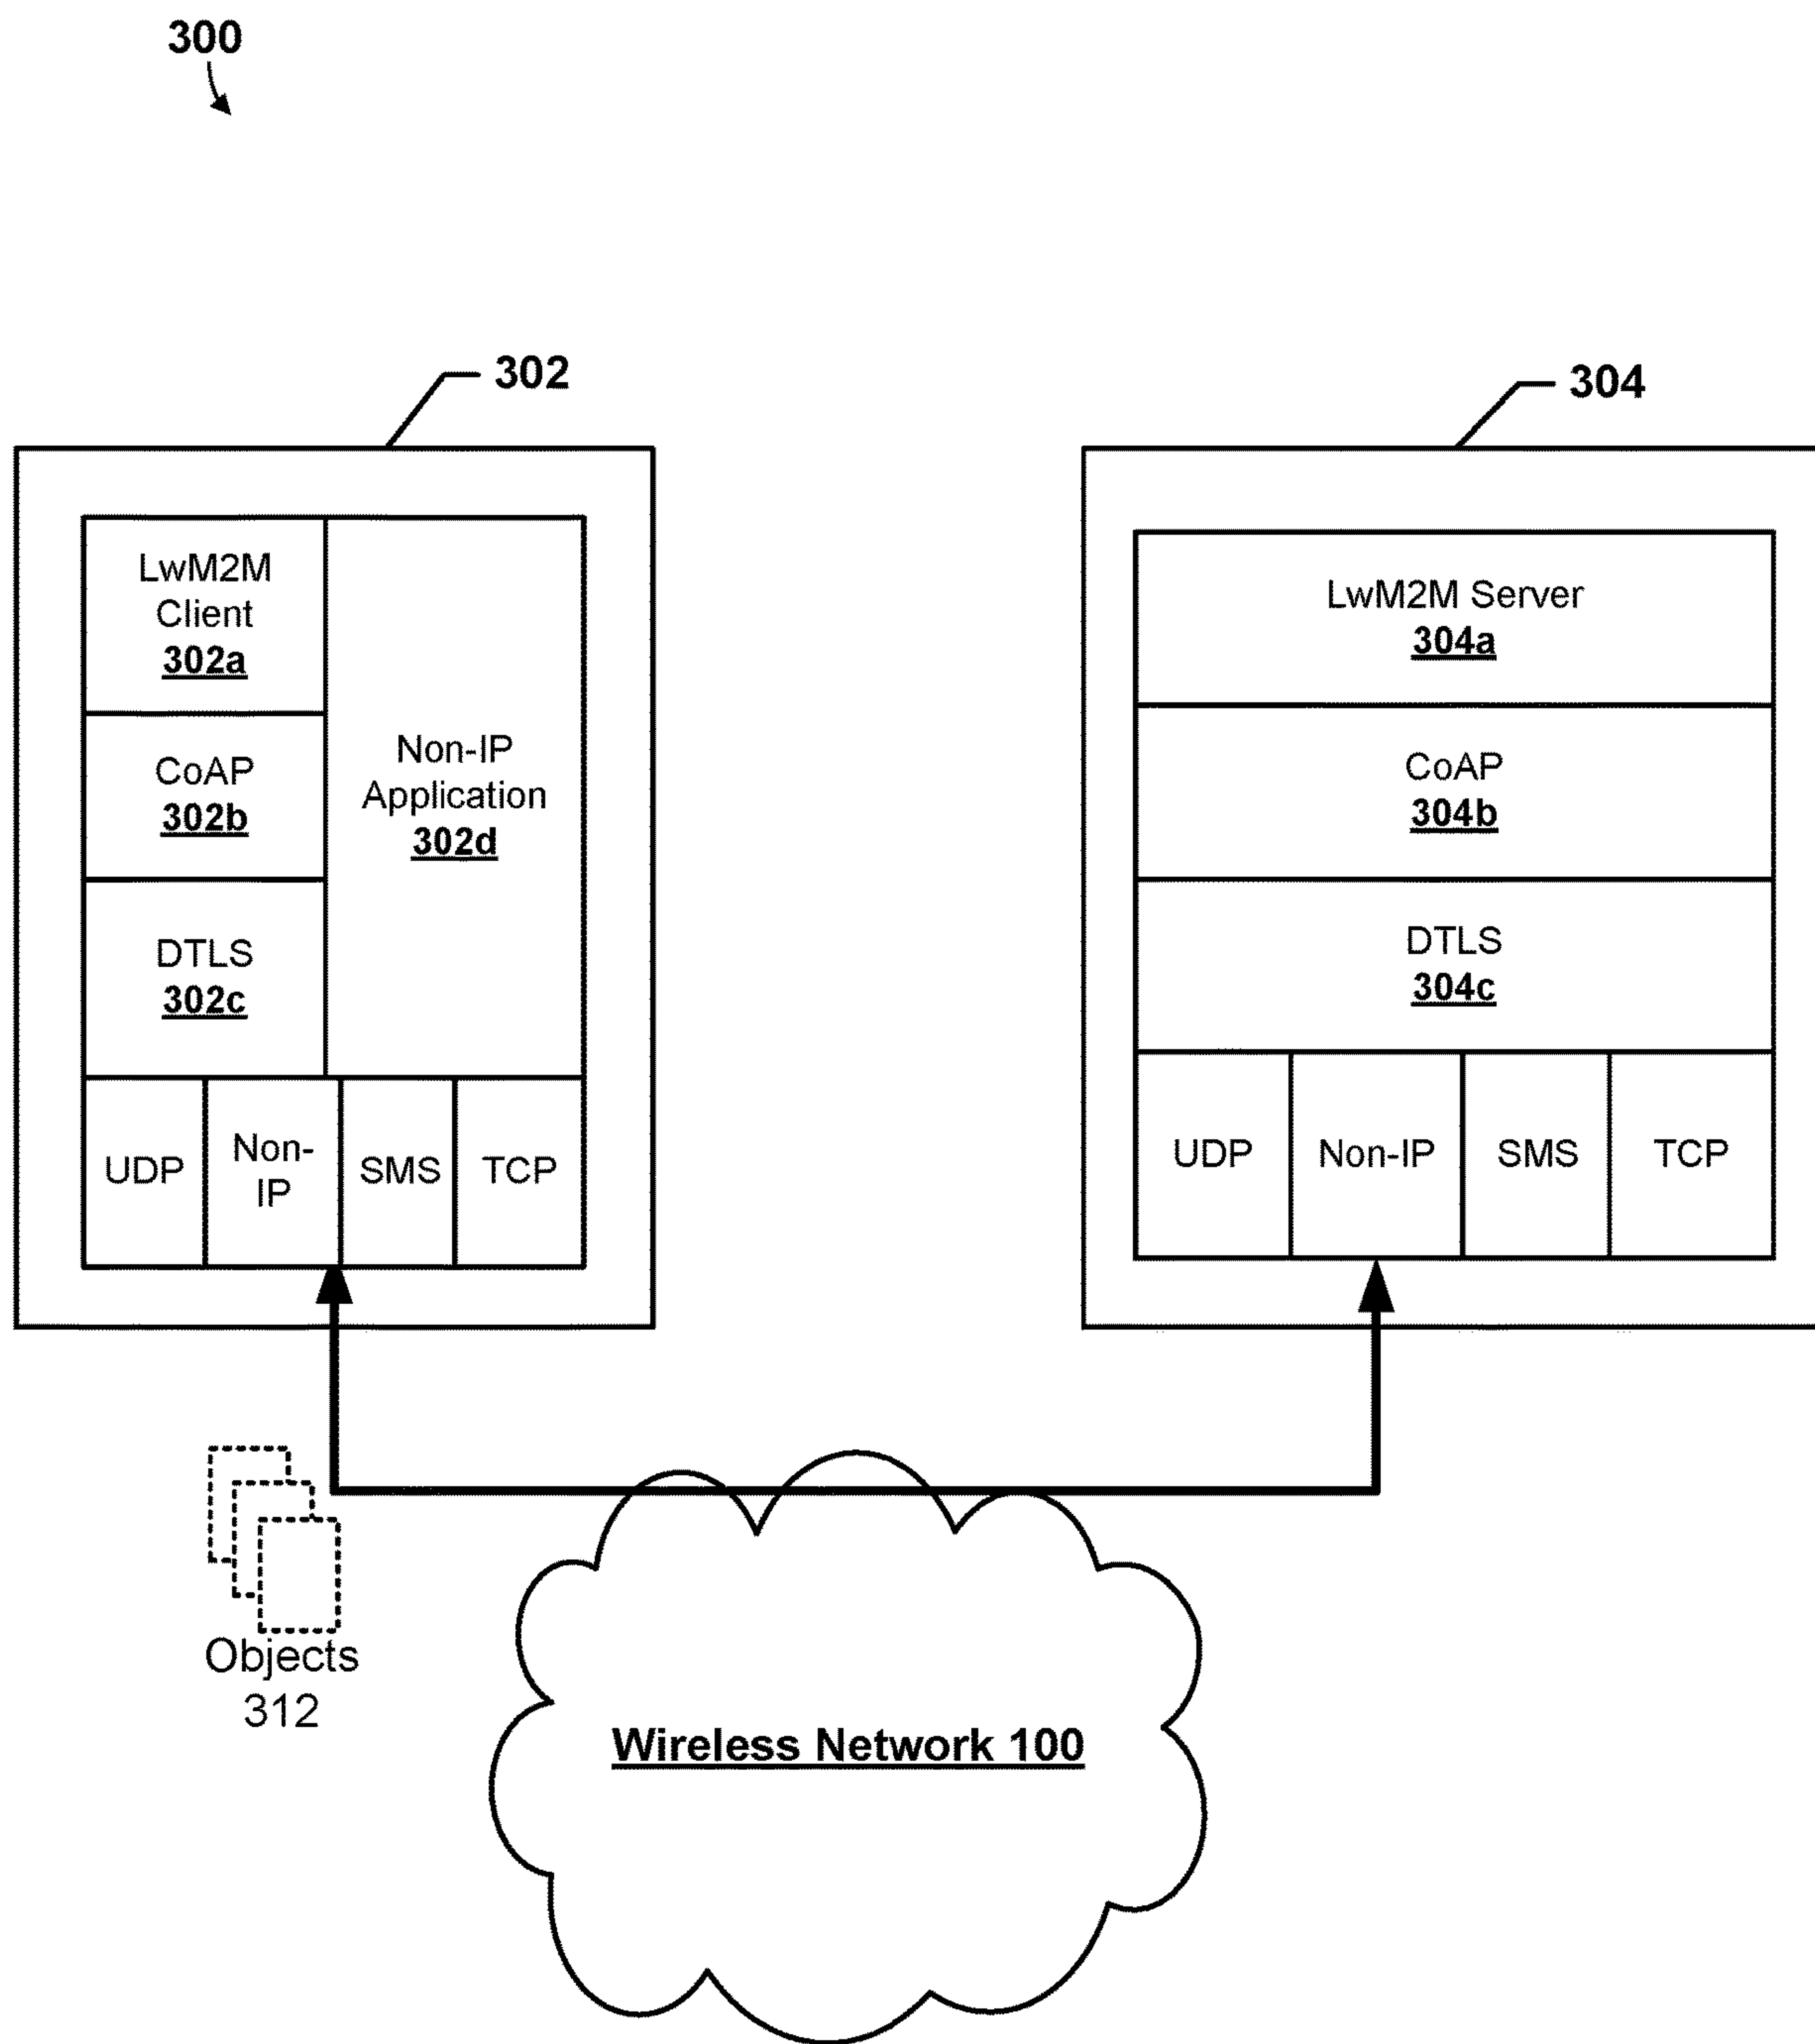 300
302
304
LwM2M
Client
302a
CoAP
302b
DTLS
302c
Non-IP
Application
302d
UDP
Non-
IP
SMS
TCP
LwM2M Server
304a
CoAP
304b
DTLS
304c
UDP
Non-IP
SMS
TCP
Objects
312
Wireless Network 100